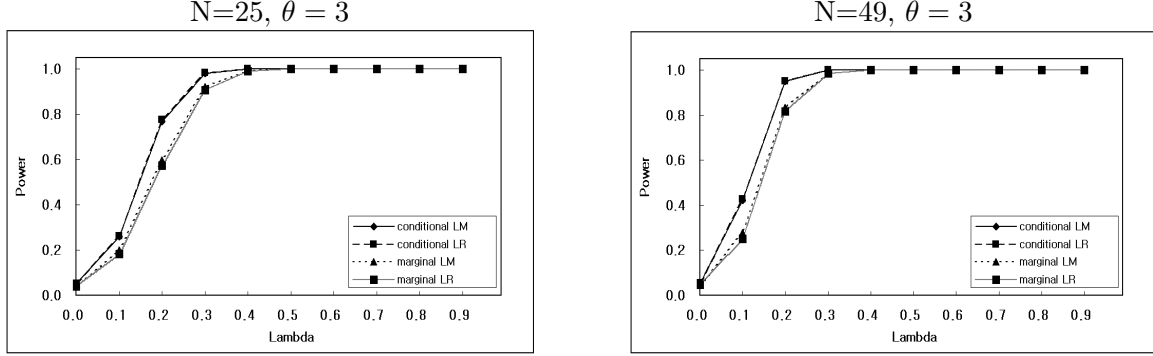 N=25, θ = 3
1.0
0.8
0.6
0.4
0.2
0.0
Power
0.0 0.1 0.2 0.3 0.4 0.5 0.6 0.7 0.8 0.9
Lambda
conditional LM
conditional LR
marginal LM
marginal LR
N=49, θ = 3
1.0
0.8
0.6
0.4
0.2
0.0
Power
0.0 0.1 0.2 0.3 0.4 0.5 0.6 0.7 0.8 0.9
Lambda
conditional LM
conditional LR
marginal LM
marginal LR